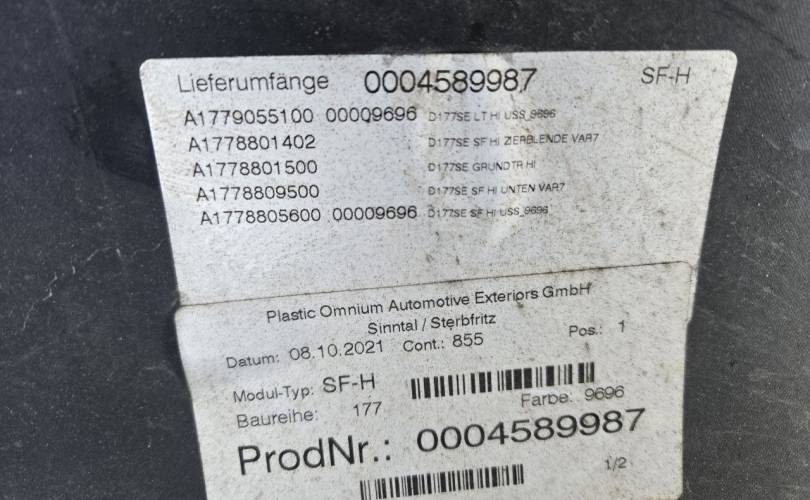 Lieferumfänge 0004589987 SF-H
A1779055100 00009696 D177SE LT HI USS_9696
A1778801402 D177SE SF HI ZIERBLENDE VAR7
A1778801500 D177SE GRUNDTR HI
A1778809500 D177SE SF HI UNTEN VAR7
A1778805600 00009696 D177SE SF HI USS_9696
Plastic Omnium Automotive Exteriors GmbH
Sinntal / Sterbfritz
Datum: 08.10.2021 Cont.: 855 Pos.: 1
Modul-Typ: SF-H
Baureihe: 177 Farbe: 9696
ProdNr.: 0004589987
1/2